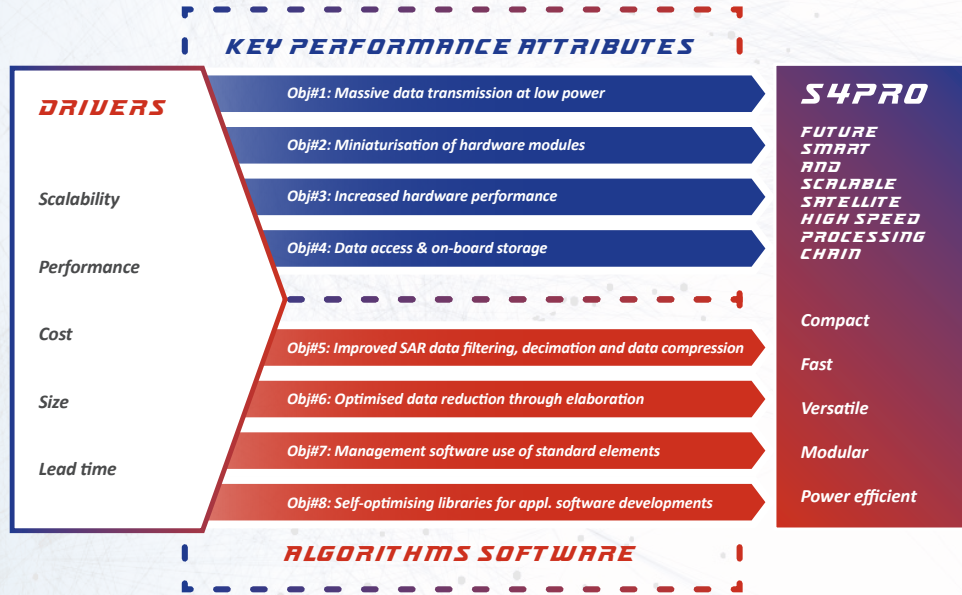 KEY PERFORMANCE ATTRIBUTES
DRIVERS
Scalability
Performance
Cost
Size
Lead time
Obj#1: Massive data transmission at low power
Obj#2: Miniaturisation of hardware modules
Obj#3: Increased hardware performance
Obj#4: Data access & on-board storage
Obj#5: Improved SAR data filtering, decimation and data compression
Obj#6: Optimised data reduction through elaboration
Obj#7: Management software use of standard elements
Obj#8: Self-optimising libraries for appl. software developments
ALGORITHMS SOFTWARE
S4PRO
FUTURE
SMART
AND
SCALABLE
SATELLITE
HIGH SPEED
PROCESSING
CHAIN
Compact
Fast
Versatile
Modular
Power efficient